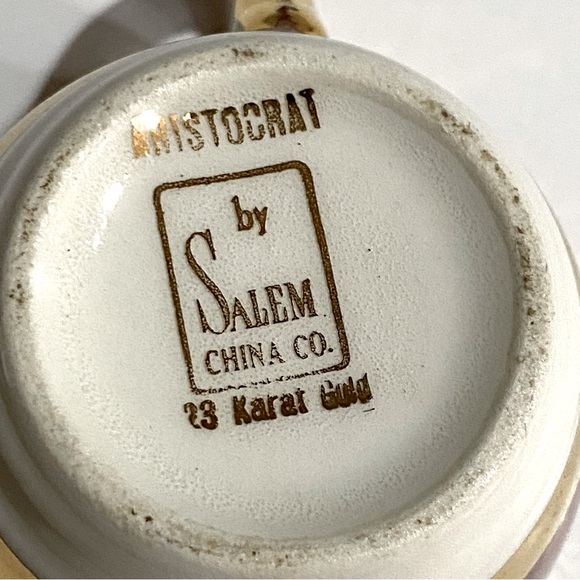 ARISTOCRAT
by
SALEM
CHINA CO.
23 Karat Gold